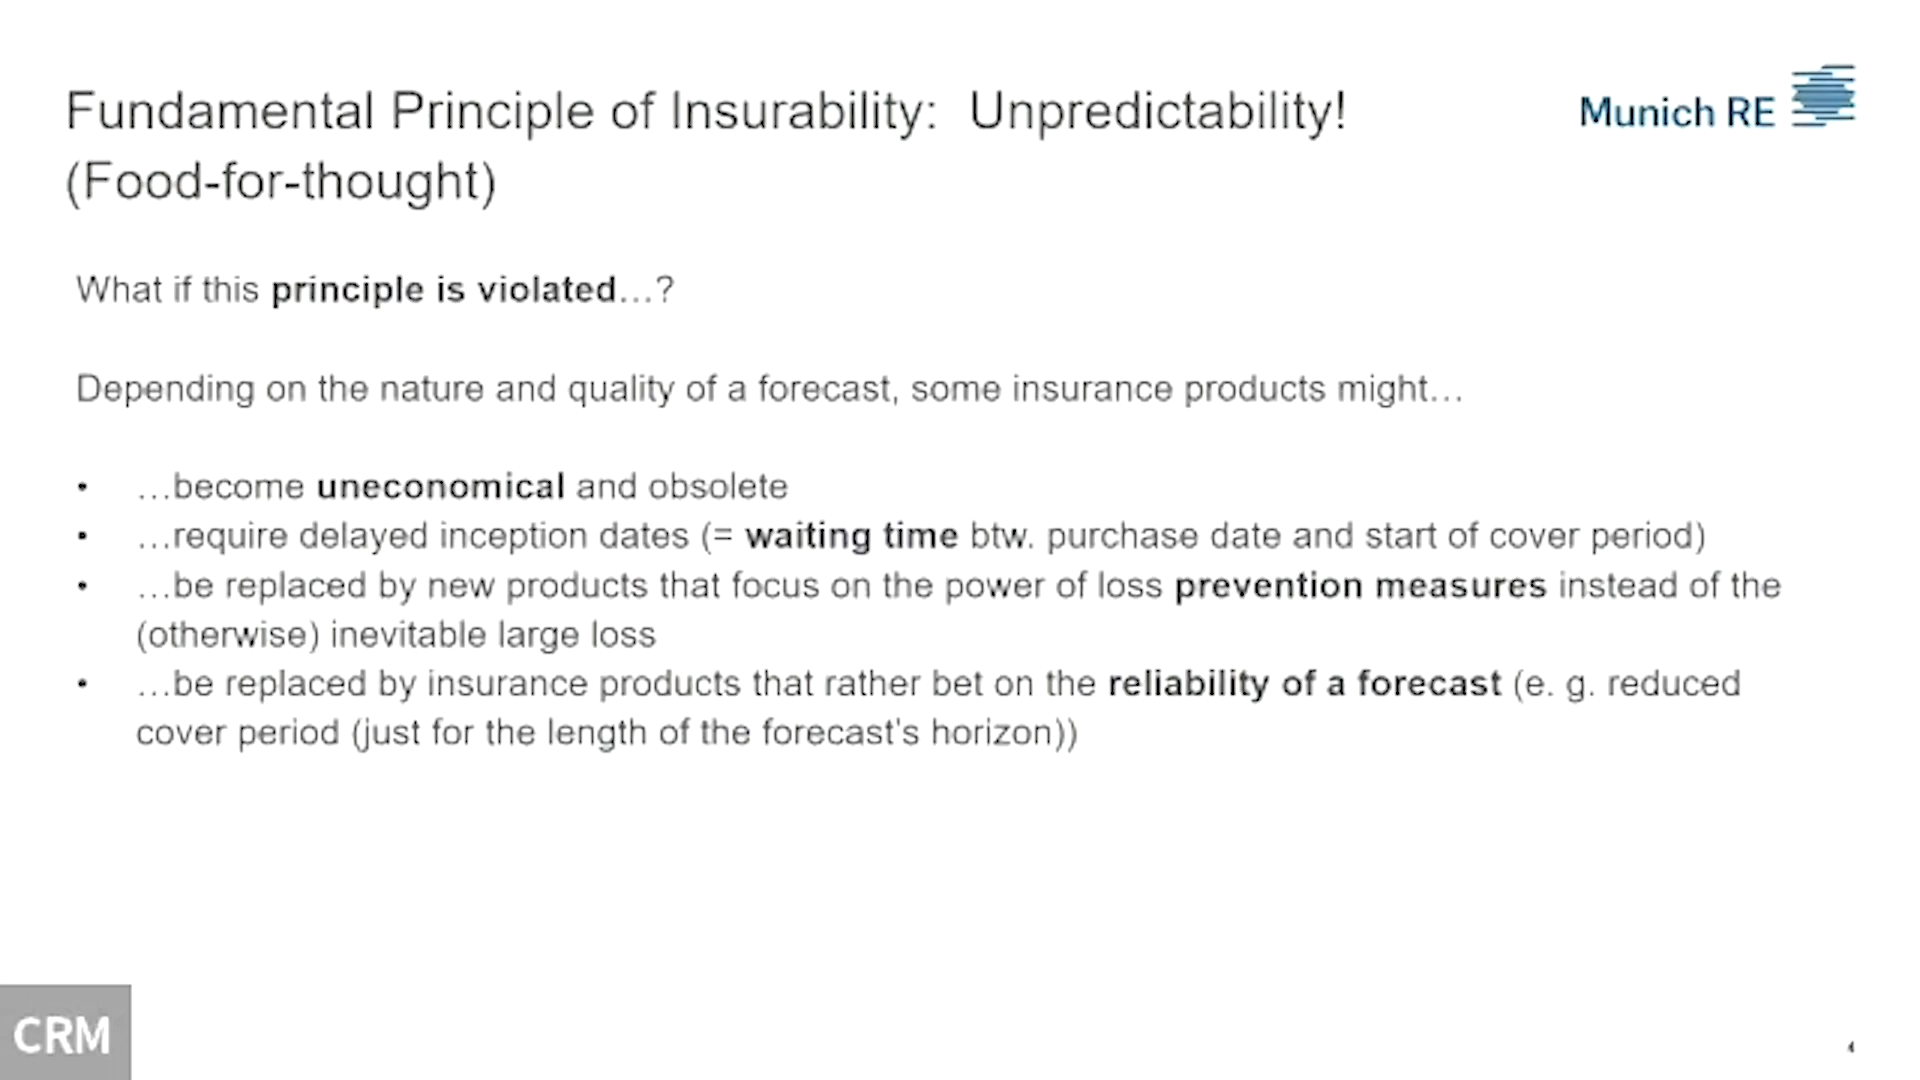 Fundamental Principle of Insurability: Unpredictability!
(Food-for-thought)
Munich RE
What if this principle is violated…?
Depending on the nature and quality of a forecast, some insurance products might…
• …become uneconomical and obsolete
• …require delayed inception dates (= waiting time btw. purchase date and start of cover period)
• …be replaced by new products that focus on the power of loss prevention measures instead of the
(otherwise) inevitable large loss
• …be replaced by insurance products that rather bet on the reliability of a forecast (e. g. reduced
cover period (just for the length of the forecast's horizon))
CRM